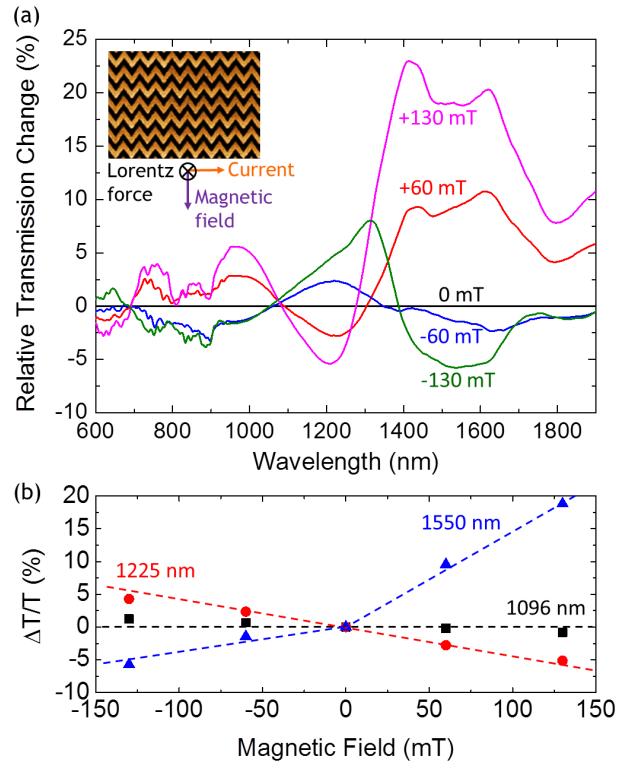 (a)
Relative Transmission Change (%)
25
20
15
10
5
0
-5
-10
Lorentz
force
Current
Magnetic
field
+130 mT
+60 mT
0 mT
-60 mT
-130 mT
600 800 1000 1200 1400 1600 1800
Wavelength (nm)
(b)
ΔT/T (%)
20
15
10
5
0
-5
-10
1225 nm
1550 nm
1096 nm
-150 -100 -50 0 50 100 150
Magnetic Field (mT)